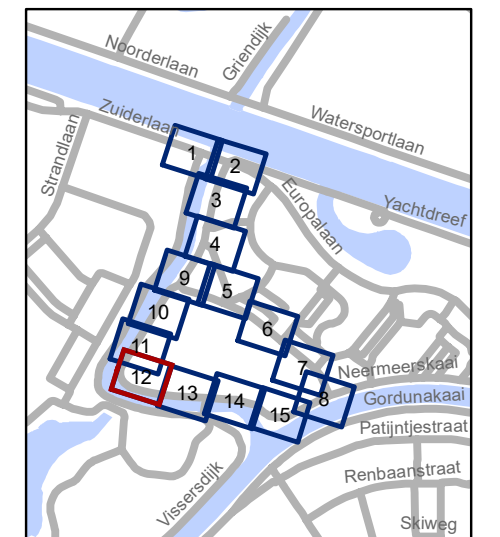 Noorderlaan
Griendijk
Watersportlaan
Zuiderlaan
Strandlaan
Europalaan
Yachtdreef
1
2
3
4
9
5
10
6
11
7
12
13
14
15
8
Neermeerskaai
Gordunakaai
Patijntjestraat
Renbaanstraat
Vissersdijk
Skiweg